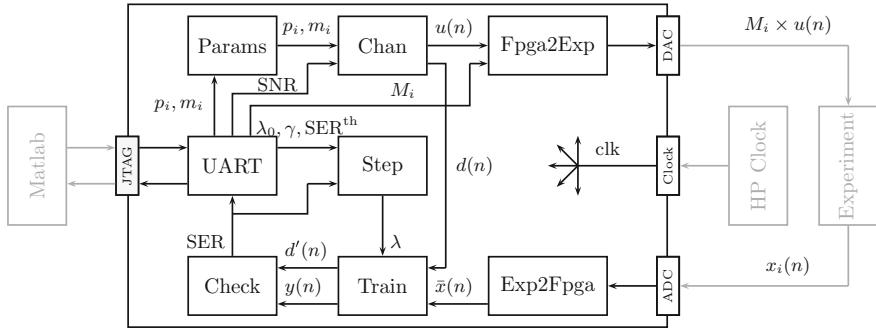 p_i, m_i
u(n)
M_i × u(n)
Params
Chan
Fpga2Exp
DAC
SNR
p_i, m_i
M_i
λ_0, γ, SER^th
clk
Matlab
JTAG
UART
Step
d(n)
Clock
HP Clock
Experiment
SER
λ
d′(n)
x_i(n)
Check
y(n)
Train
x̄(n)
Exp2Fpga
ADC